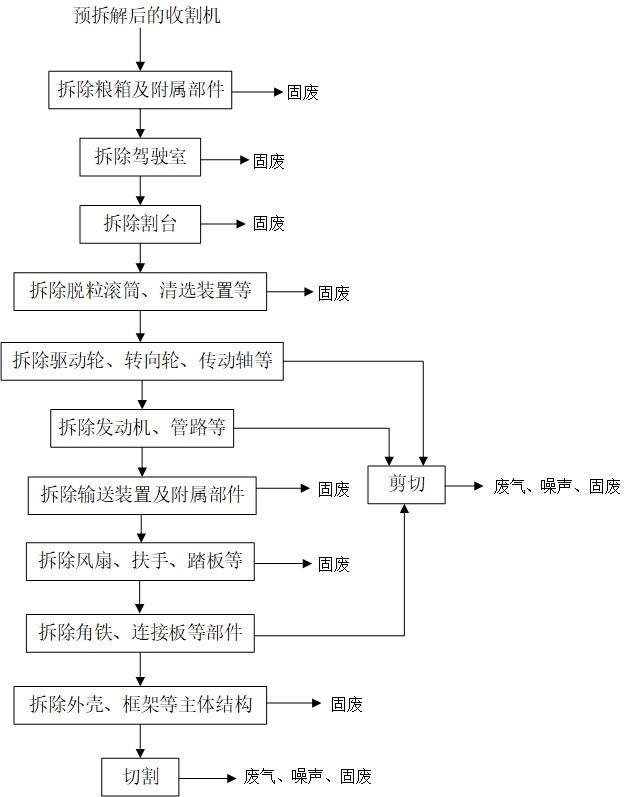 预拆解后的收割机
拆除粮箱及附属部件
固废
拆除驾驶室
固废
拆除割台
固废
拆除脱粒滚筒、清选装置等
固废
拆除驱动轮、转向轮、传动轴等
拆除发动机、管路等
剪切
废气、噪声、固废
拆除输送装置及附属部件
固废
拆除风扇、扶手、踏板等
固废
拆除角铁、连接板等部件
拆除外壳、框架等主体结构
固废
切割
废气、噪声、固废